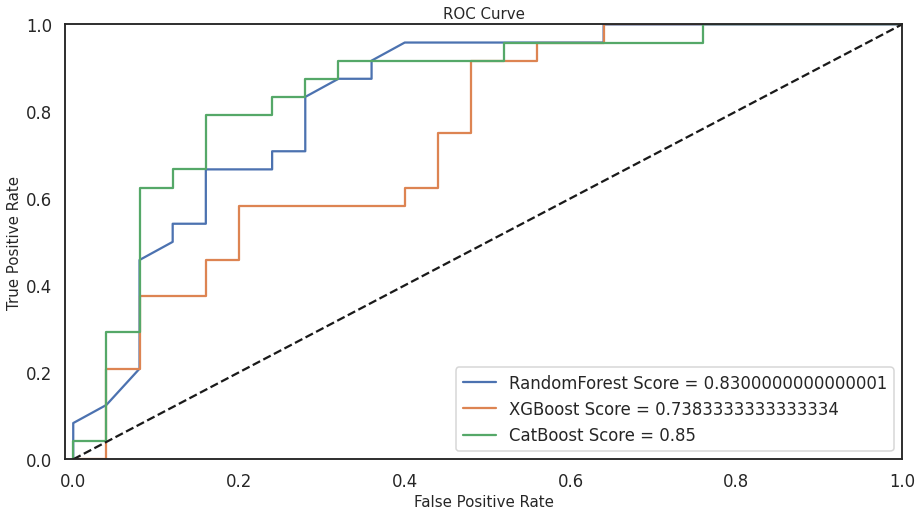 ROC Curve
1.0
0.8
0.6
0.4
0.2
0.0
True Positive Rate
RandomForest Score = 0.8300000000000001
XGBoost Score = 0.7383333333333334
CatBoost Score = 0.85
0.0 0.2 0.4 0.6 0.8 1.0
False Positive Rate